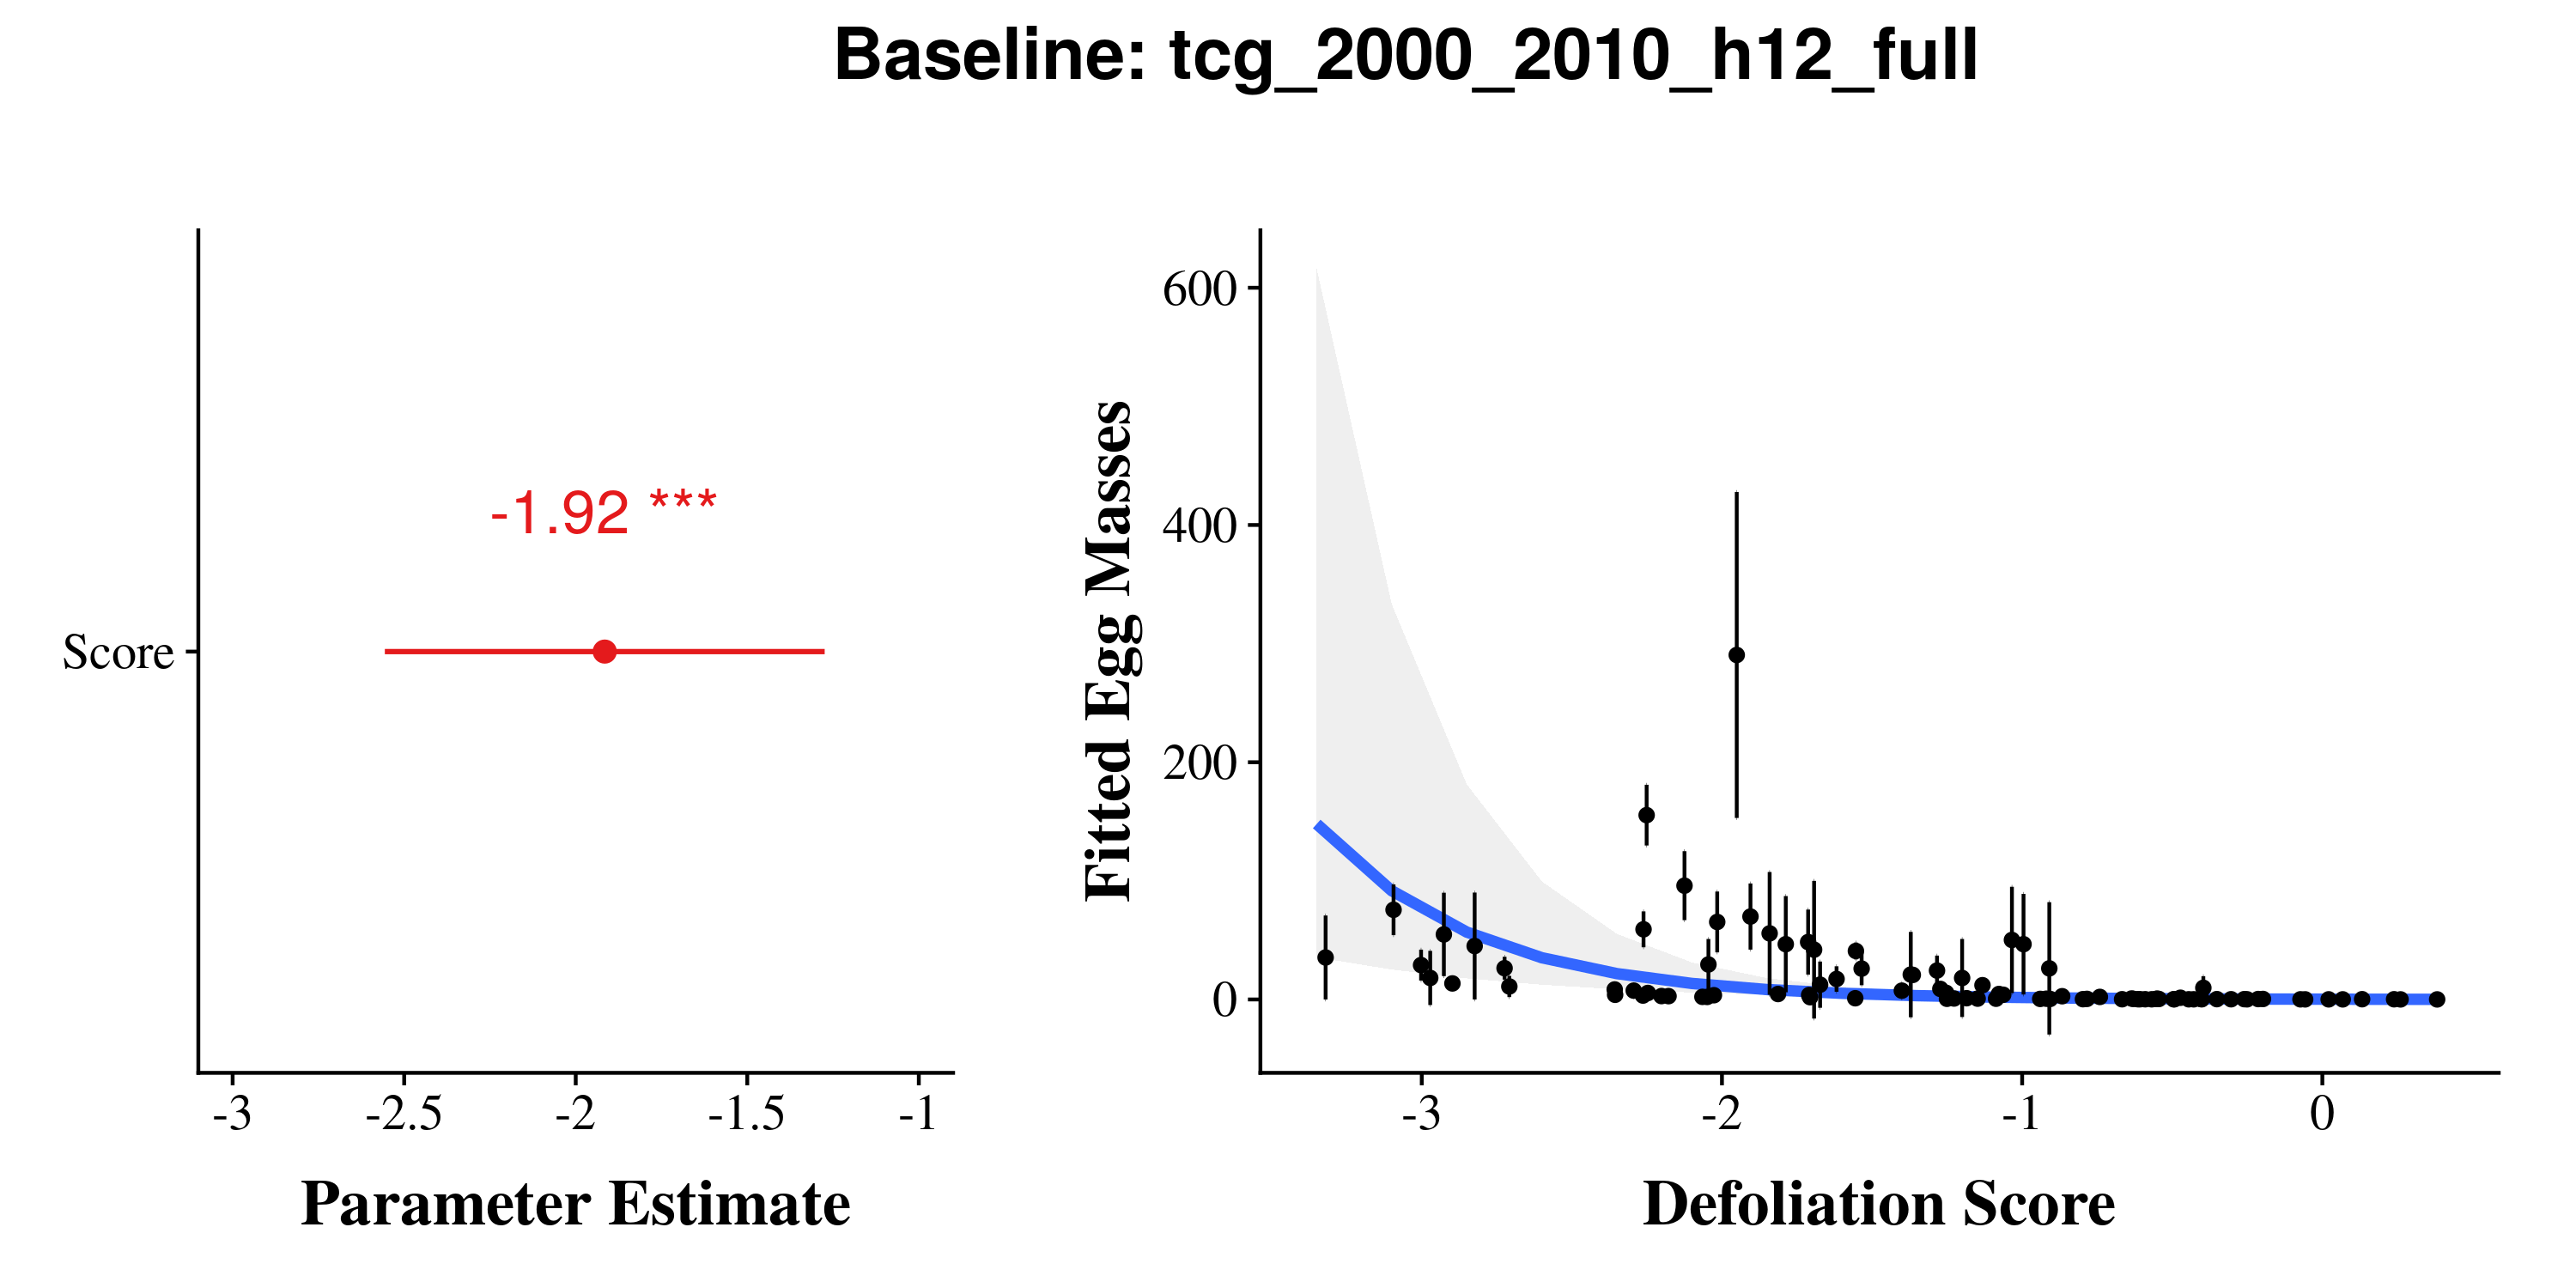 Baseline: tcg_2000_2010_h12_full
-1.92 ***
Score
-3 -2.5 -2 -1.5 -1
Parameter Estimate
Fitted Egg Masses
600
400
200
0
-3 -2 -1 0
Defoliation Score